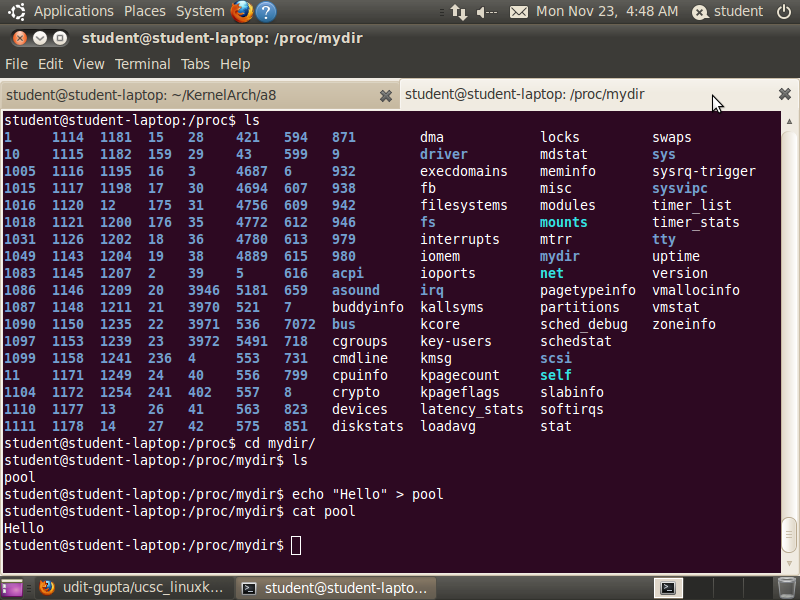 Applications Places System Mon Nov 23, 4:48 AM student
student@student-laptop: /proc/mydir
File Edit View Terminal Tabs Help
student@student-laptop: ~/KernelArch/a8 student@student-laptop: /proc/mydir
student@student-laptop:/proc$ ls
1 1114 1181 15 28 421 594 871 dma locks swaps
10 1115 1182 159 29 43 599 9 driver mdstat sys
1005 1116 1195 16 3 4687 6 932 execdomains meminfo sysrq-trigger
1015 1117 1198 17 30 4694 607 938 fb misc sysvipc
1016 1120 12 175 31 4756 609 942 filesystems modules timer_list
1018 1121 1200 176 35 4772 612 946 fs mounts timer_stats
1031 1126 1202 18 36 4780 613 979 interrupts mtrr tty
1049 1143 1204 19 38 4889 615 980 iomem mydir uptime
1083 1145 1207 2 39 5 616 acpi ioports net version
1086 1146 1209 20 3946 5181 659 asound irq pagetypeinfo vmallocinfo
1087 1148 1211 21 3970 521 7 buddyinfo kallsyms partitions vmstat
1090 1150 1235 22 3971 536 7072 bus kcore sched_debug zoneinfo
1097 1153 1239 23 3972 5491 718 cgroups key-users schedstat
1099 1158 1241 236 4 553 731 cmdline kmsg scsi
11 1171 1249 24 40 556 799 cpuinfo kpagecount self
1104 1172 1254 241 402 557 8 crypto kpageflags slabinfo
1110 1177 13 26 41 563 823 devices latency_stats softirqs
1111 1178 14 27 42 575 851 diskstats loadavg stat
student@student-laptop:/proc$ cd mydir/
student@student-laptop:/proc/mydir$ ls
pool
student@student-laptop:/proc/mydir$ echo "Hello" > pool
student@student-laptop:/proc/mydir$ cat pool
Hello
student@student-laptop:/proc/mydir$
udit-gupta/ucsc_linuxk... student@student-lapto...